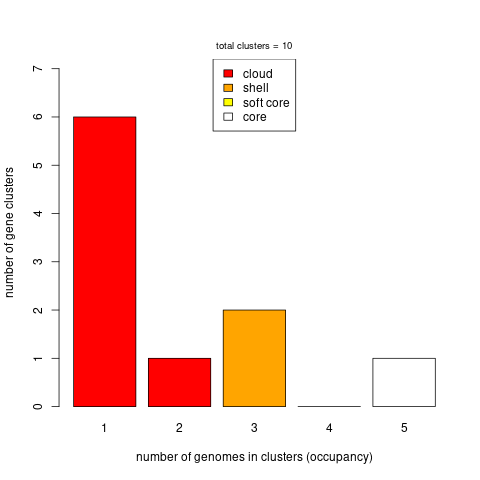 total clusters = 10
cloud
shell
soft core
core
number of gene clusters
7
6
5
4
3
2
1
0
1 2 3 4 5
number of genomes in clusters (occupancy)